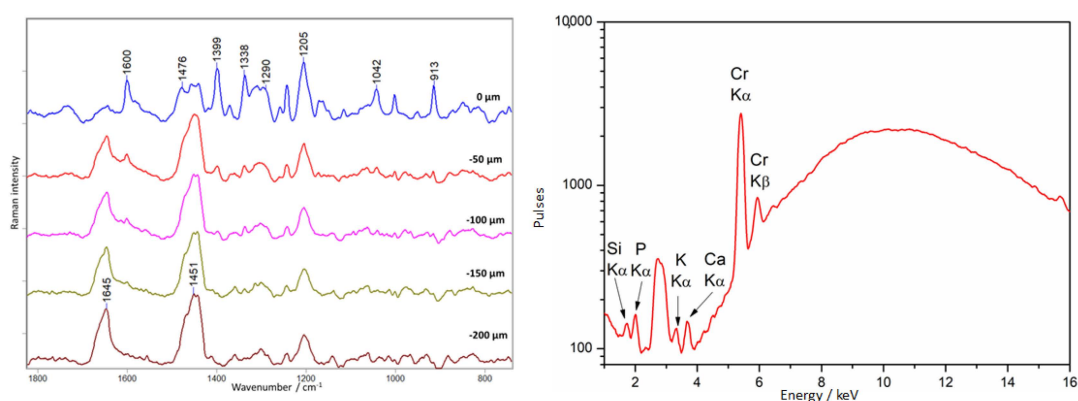 1600
1476
1399
1338
1290
1205
1042
913
0 µm
-50 µm
-100 µm
-150 µm
1645
1451
-200 µm
Raman intensity
1800 1600 1400 1200 1000 800
Wavenumber / cm-1
10,000
1000
100
Pulses
Cr
Kα
Cr
Kβ
Si
Kα
P
Kα
K
Kα
Ca
Kα
2 4 6 8 10 12 14 16
Energy / keV